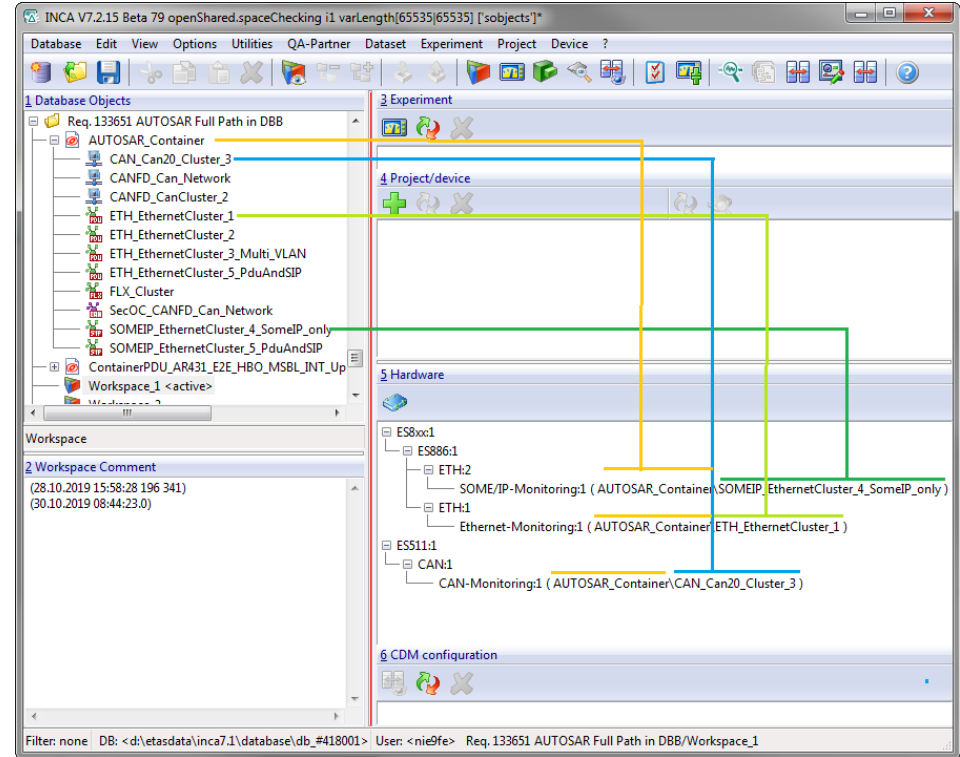 INCA V7.2.15 Beta 79 openShared.spaceChecking i1 varLength[65535|65535] ['sobjects']*
Database Edit View Options Utilities QA-Partner Dataset Experiment Project Device ?
1 Database Objects
Req. 133651 AUTOSAR Full Path in DBB
AUTOSAR_Container
CAN_Can20_Cluster_3
CANFD_Can_Network
CANFD_CanCluster_2
ETH_EthernetCluster_1
ETH_EthernetCluster_2
ETH_EthernetCluster_3_Multi_VLAN
ETH_EthernetCluster_5_PduAndSIP
FLX_Cluster
SecOC_CANFD_Can_Network
SOMEIP_EthernetCluster_4_SomeIP_only
SOMEIP_EthernetCluster_5_PduAndSIP
ContainerPDU_AR431_E2E_HBO_MSBL_INT_Up
Workspace_1 <active>
Workspace_2
Workspace
2 Workspace Comment
(28.10.2019 15:58:28 196 341)
(30.10.2019 08:44:23.0)
3 Experiment
4 Project/device
5 Hardware
ES8xx:1
ES886:1
ETH:2
SOME/IP-Monitoring:1 ( AUTOSAR_Container\SOMEIP_EthernetCluster_4_SomeIP_only )
ETH:1
Ethernet-Monitoring:1 ( AUTOSAR_Container\ETH_EthernetCluster_1 )
ES511:1
CAN:1
CAN-Monitoring:1 ( AUTOSAR_Container\CAN_Can20_Cluster_3 )
6 CDM configuration
Filter: none DB: <d:\etasdata\inca7.1\database\db_#418001> User: <nie9fe> Req. 133651 AUTOSAR Full Path in DBB/Workspace_1